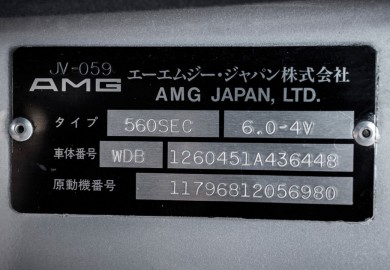 JV-059
AMG エーエムジー・ジャパン株式会社
AMG JAPAN, LTD.
タイプ 560SEC 6.0-4V
車体番号 WDB 1260451A436448
原動機番号 11796812056980